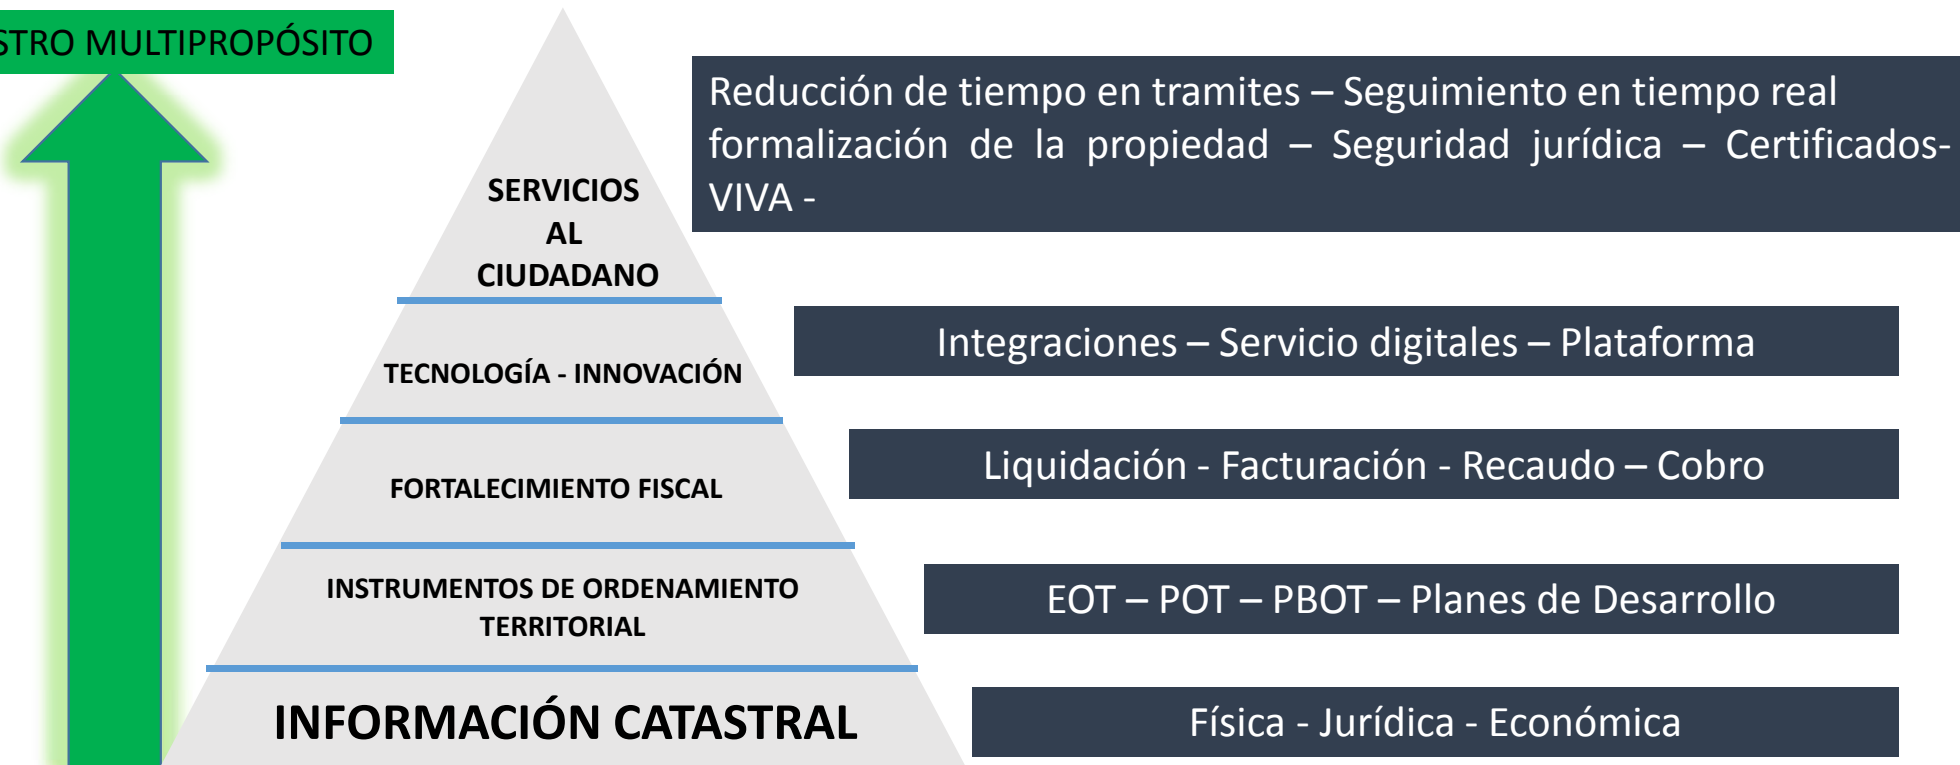 STRO MULTIPROPÓSITO
Reducción de tiempo en tramites – Seguimiento en tiempo real
formalización de la propiedad – Seguridad jurídica – Certificados-
VIVA -
SERVICIOS
AL
CIUDADANO
Integraciones – Servicio digitales – Plataforma
TECNOLOGÍA - INNOVACIÓN
Liquidación - Facturación - Recaudo – Cobro
FORTALECIMIENTO FISCAL
EOT – POT – PBOT – Planes de Desarrollo
INSTRUMENTOS DE ORDENAMIENTO
TERRITORIAL
INFORMACIÓN CATASTRAL
Física - Jurídica - Económica